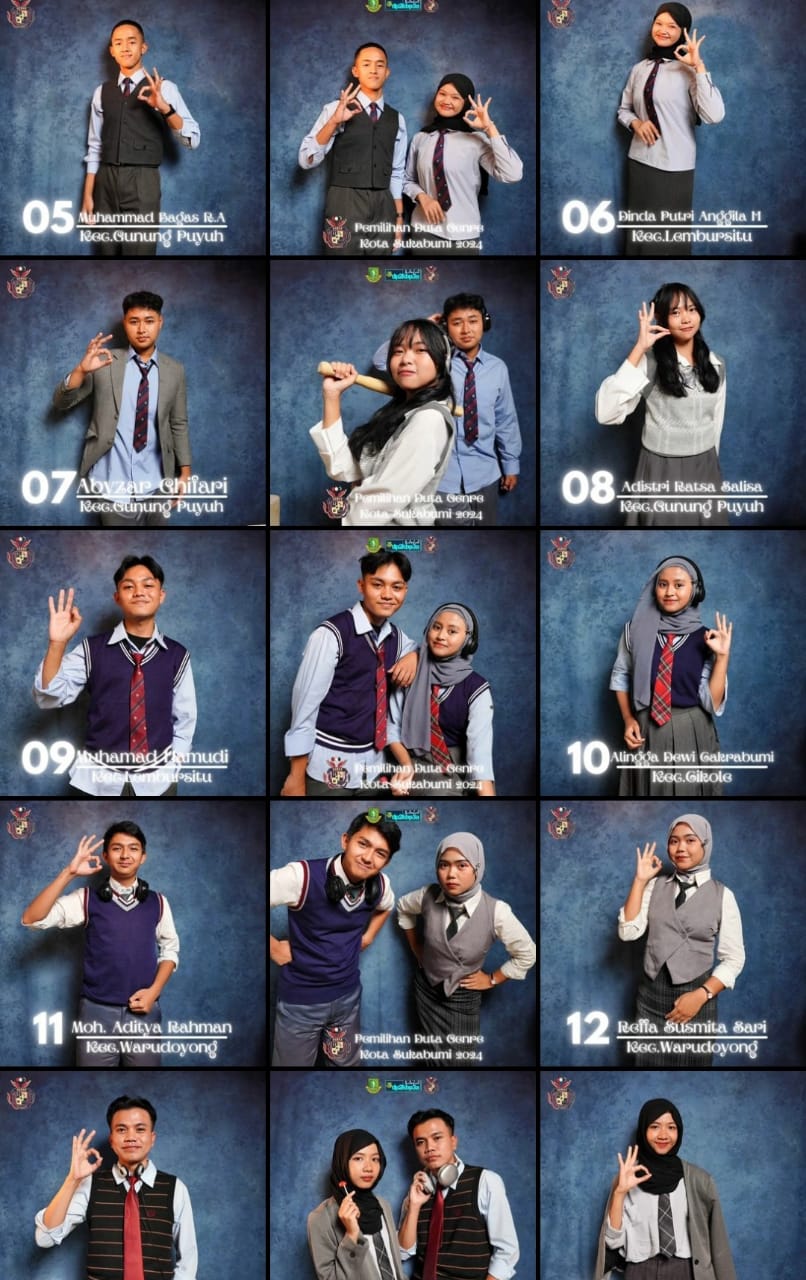 05 Muhammad Bagas R.A
Kec.Gunung Puyuh
Pemilihan Duta Genre
Kota Sukabumi 2024
06 Dinda Putri Anggila M
Kec.Lembursitu
07 Abyzar Ghifari
Kec.Gunung Puyuh
Pemilihan Duta Genre
Kota Sukabumi 2024
08 Adistri Ratsa Salisa
Kec.Gunung Puyuh
09 Muhamad Hamudi
Kec.Lembursitu
Pemilihan Duta Genre
Kota Sukabumi 2024
10 Alingga Dewi Cakrabumi
Kec.Cikole
11 Moh. Aditya Rahman
Kec.Warudoyong
Pemilihan Duta Genre
Kota Sukabumi 2024
12 Reffa Susmita Sari
Kec.Warudoyong